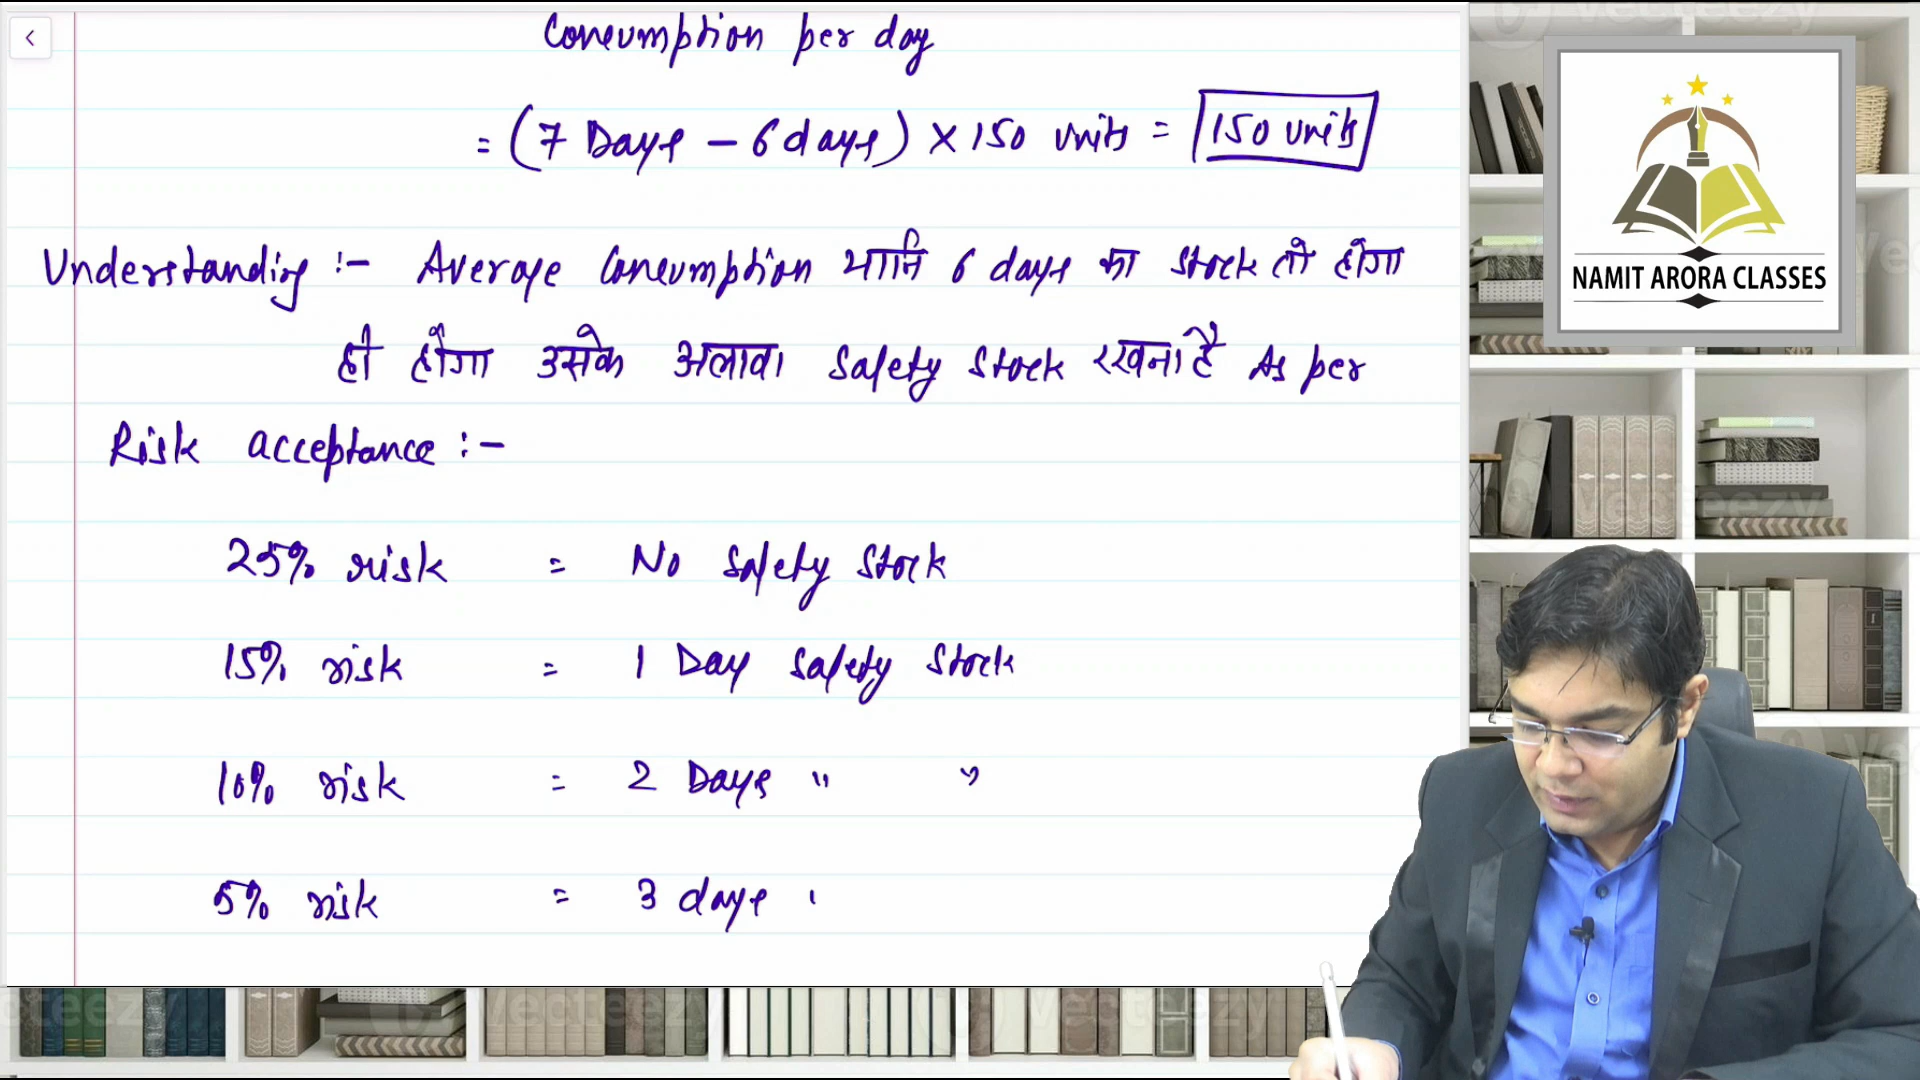 Consumption per day
= (7 Days - 6 days) × 150 units = 150 units
Understanding :- Average Consumption यानि 6 days का Stock तो होगा
ही होगा उसके अलावा Safety Stock रखना है As per
Risk acceptance :-
25% risk = No Safety Stock
15% risk = 1 Day Safety Stock
10% risk = 2 Days " "
5% risk = 3 days '
NAMIT ARORA CLASSES
Vecteezy